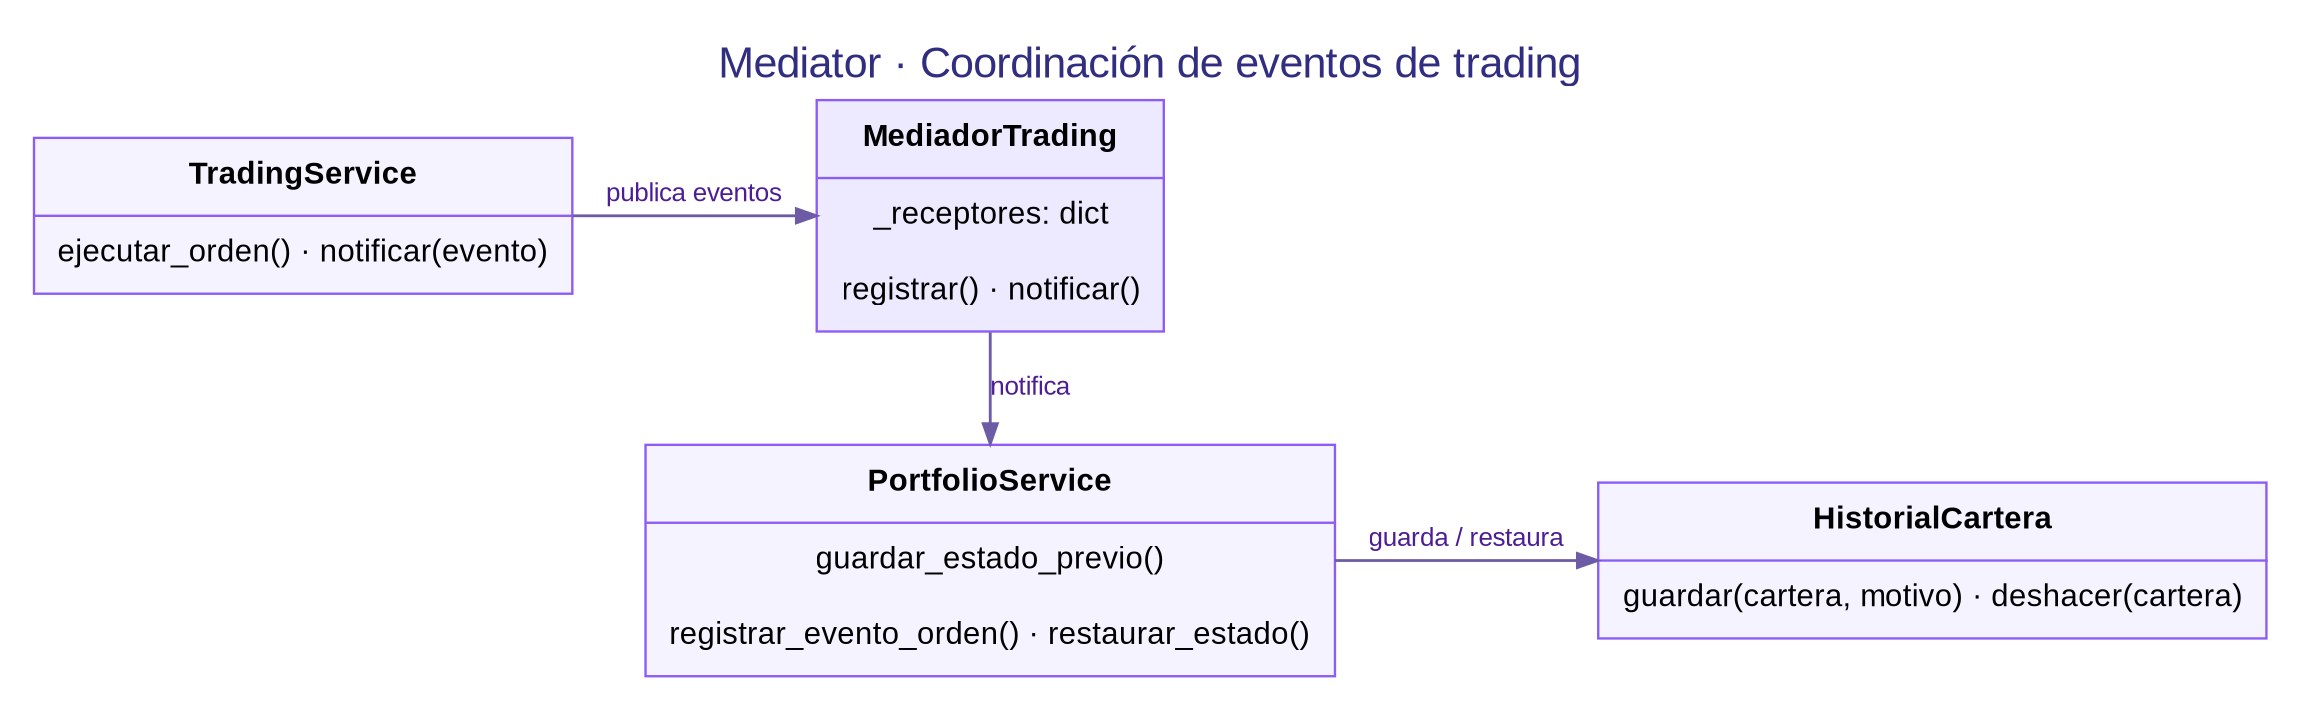 Mediator · Coordinación de eventos de trading
TradingService
ejecutar_orden() · notificar(evento)
publica eventos
MediadorTrading
_receptores: dict
registrar() · notificar()
notifica
PortfolioService
guardar_estado_previo()
registrar_evento_orden() · restaurar_estado()
guarda / restaura
HistorialCartera
guardar(cartera, motivo) · deshacer(cartera)